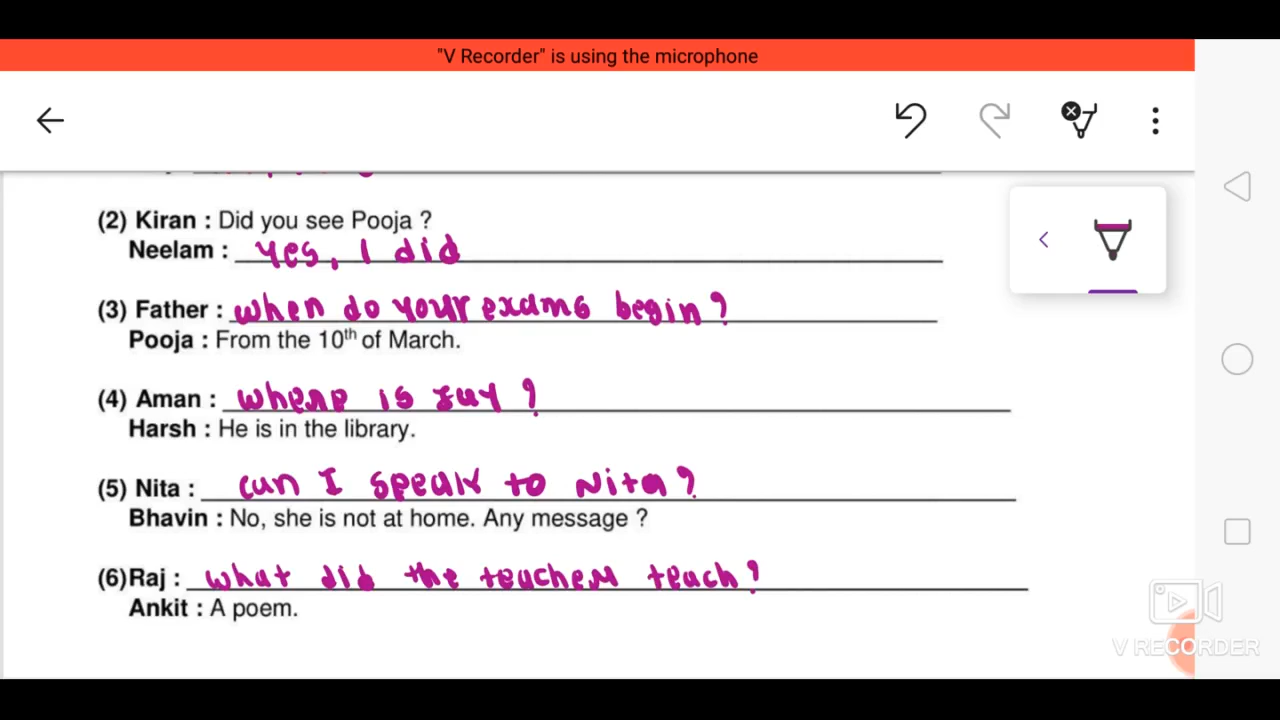 "V Recorder" is using the microphone
(2) Kiran : Did you see Pooja ?
Neelam : Yes, I did
(3) Father : when do your exams begin?
Pooja : From the 10th of March.
(4) Aman : where is Jay ?
Harsh : He is in the library.
(5) Nita : can I speak to Nita?
Bhavin : No, she is not at home. Any message ?
(6)Raj : what did the teacher teach?
Ankit : A poem.
V RECORDER